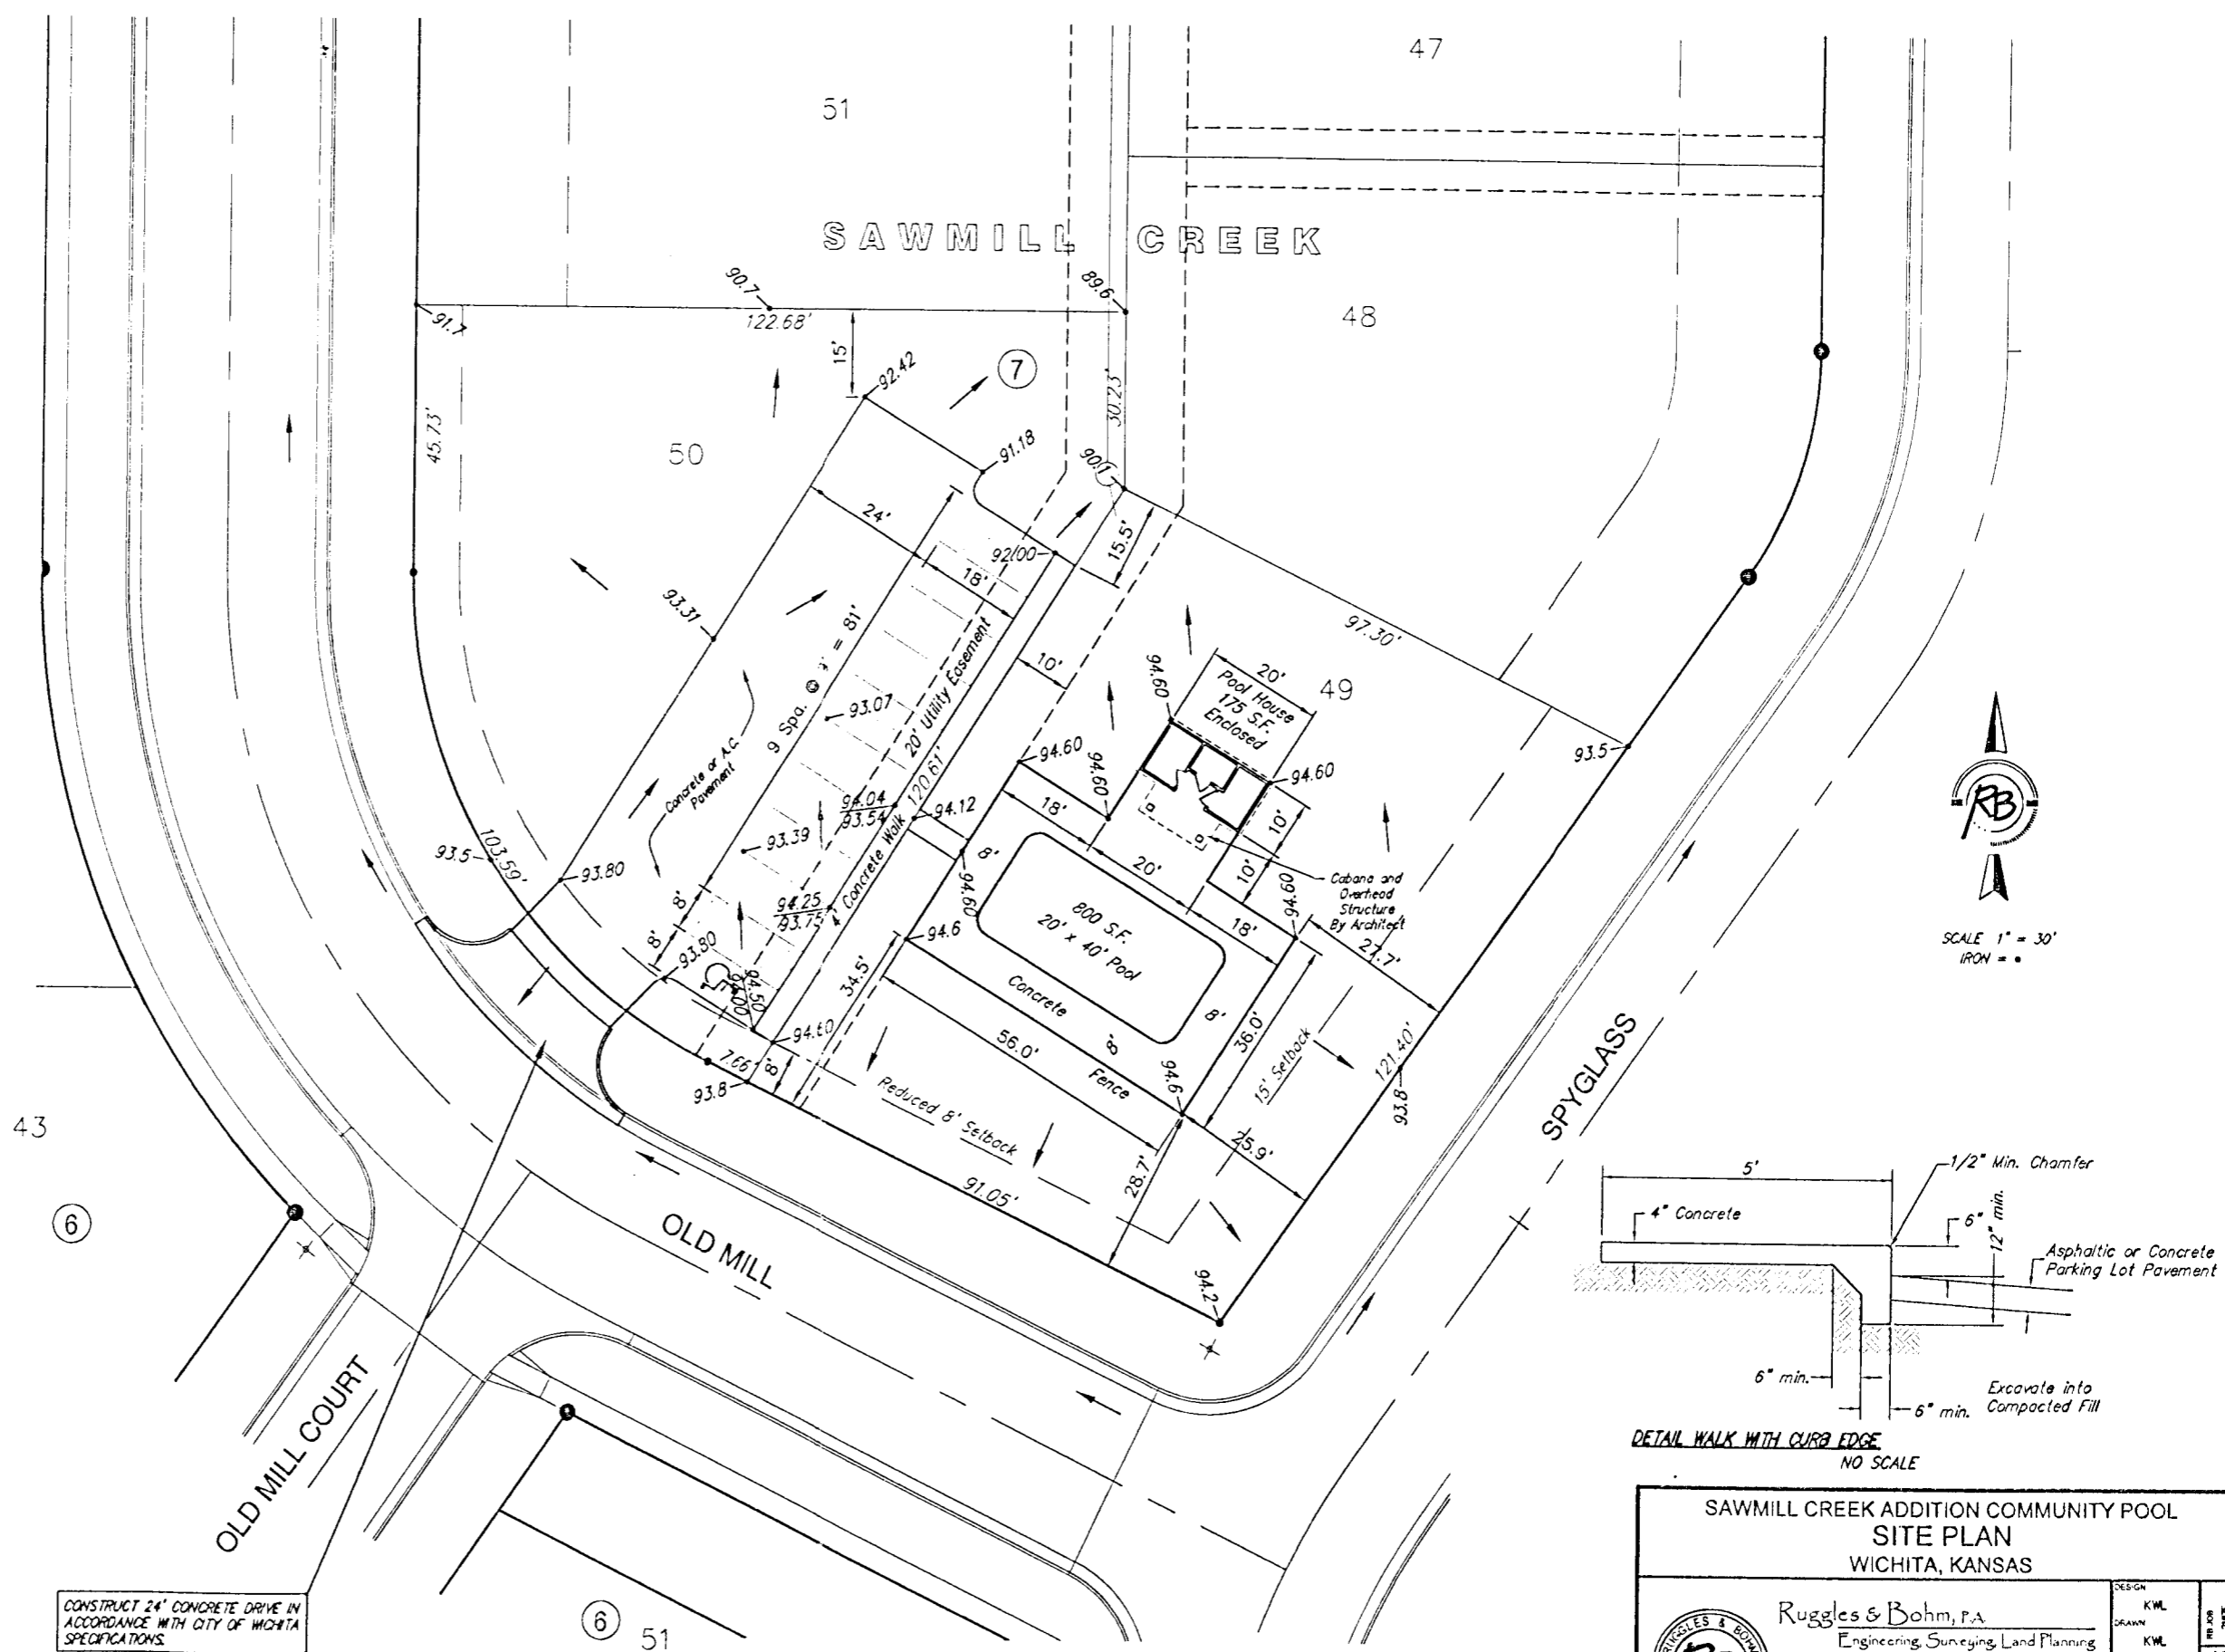 47
51
SAWMILL CREEK
90.7
89.6
122.68'
91.7
48
15'
92.42
7
30.23'
45.73'
50
91.18
90.1
24'
15.5'
92.00
18'
93.31
97.30'
20' Utility Easement
10'
20'
Pool House
175 S.F.
Enclosed
49
94.60
93.07
9 Spa. @ 9' = 81'
Concrete or A.C.
Pavement
120.61'
94.60
94.60
94.60
93.5
94.04
93.54
94.12
18'
10'
93.39
8'
20'
10'
103.59'
93.5
93.80
4' Concrete Walk
94.60
Cabana and
Overhead
Structure
By Architect
94.60
94.25
93.75
8'
94.6
800 S.F.
20' x 40' Pool
18'
8'
27.7'
93.80
SCALE 1" = 30'
IRON =
94.50
94.00
34.5'
Concrete
8'
94.60
56.0'
8'
36.0'
15' Setback
7.66'
8'
Fence
94.6
121.40'
SPYGLASS
93.8
Reduced 8' Setback
93.8
43
25.9'
28.7'
91.05'
5'
1/2" Min. Chamfer
4" Concrete
6"
12" min.
6
OLD MILL
Asphaltic or Concrete
Parking Lot Pavement
94.2
6" min.
Excavate into
Compacted Fill
6" min.
DETAIL WALK WITH CURB EDGE
NO SCALE
OLD MILL COURT
SAWMILL CREEK ADDITION COMMUNITY POOL
SITE PLAN
WICHITA, KANSAS
CONSTRUCT 24' CONCRETE DRIVE IN
ACCORDANCE WITH CITY OF WICHITA
SPECIFICATIONS.
6
51
RB
RUGGLES & BOHM
Ruggles & Bohm, P.A.
Engineering, Surveying, Land Planning
DESIGN
KWL
DRAWN
KWL
RB JOB
DATE